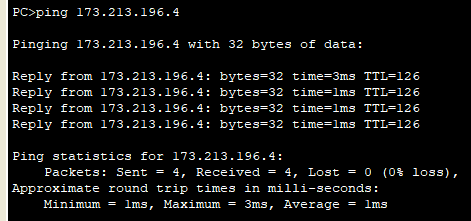 PC>ping 173.213.196.4
Pinging 173.213.196.4 with 32 bytes of data:
Reply from 173.213.196.4: bytes=32 time=3ms TTL=126
Reply from 173.213.196.4: bytes=32 time=1ms TTL=126
Reply from 173.213.196.4: bytes=32 time=1ms TTL=126
Reply from 173.213.196.4: bytes=32 time=1ms TTL=126
Ping statistics for 173.213.196.4:
Packets: Sent = 4, Received = 4, Lost = 0 (0% loss),
Approximate round trip times in milli-seconds:
Minimum = 1ms, Maximum = 3ms, Average = 1ms